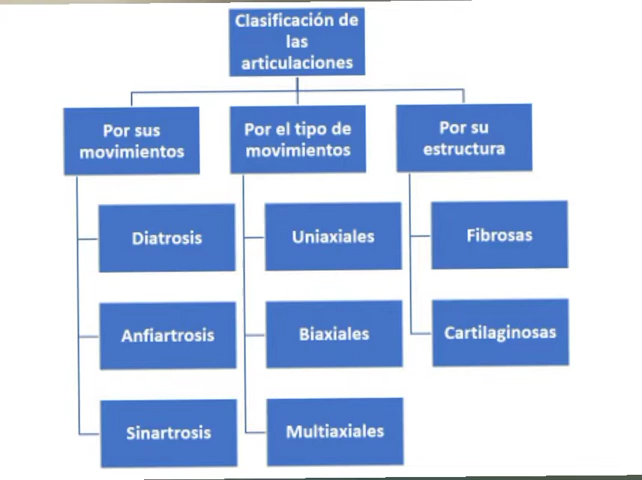 Clasificación de
las
articulaciones
Por sus
movimientos
Por el tipo de
movimientos
Por su
estructura
Diatrosis
Uniaxiales
Fibrosas
Anfiartrosis
Biaxiales
Cartilaginosas
Sinartrosis
Multiaxiales